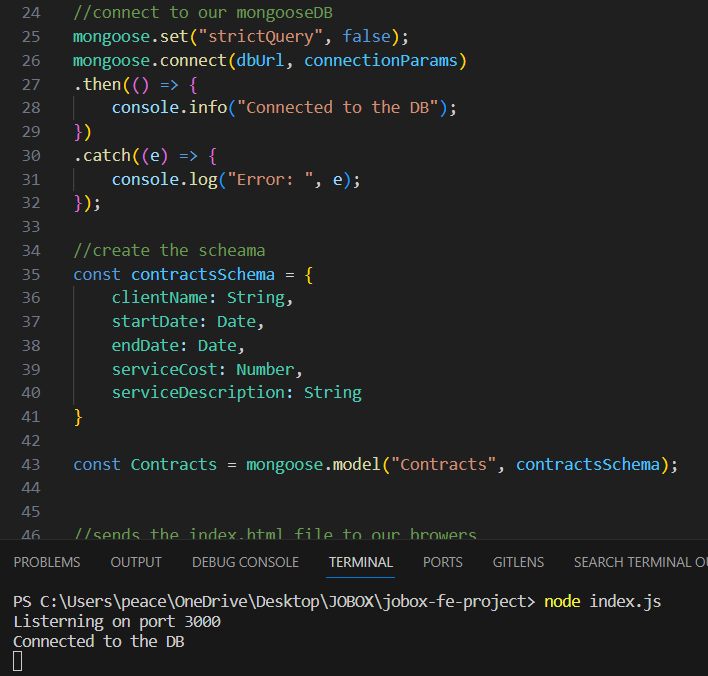 24 //connect to our mongooseDB
25 mongoose.set("strictQuery", false);
26 mongoose.connect(dbUrl, connectionParams)
27 .then(() => {
28     console.info("Connected to the DB");
29 })
30 .catch((e) => {
31     console.log("Error: ", e);
32 });
33
34 //create the scheama
35 const contractsSchema = {
36     clientName: String,
37     startDate: Date,
38     endDate: Date,
39     serviceCost: Number,
40     serviceDescription: String
41 }
42
43 const Contracts = mongoose.model("Contracts", contractsSchema);
44
45
46 //sends the index.html file to our browers
PROBLEMS OUTPUT DEBUG CONSOLE TERMINAL PORTS GITLENS SEARCH TERMINAL OU
PS C:\Users\peace\OneDrive\Desktop\JOBOX\jobox-fe-project> node index.js
Listerning on port 3000
Connected to the DB